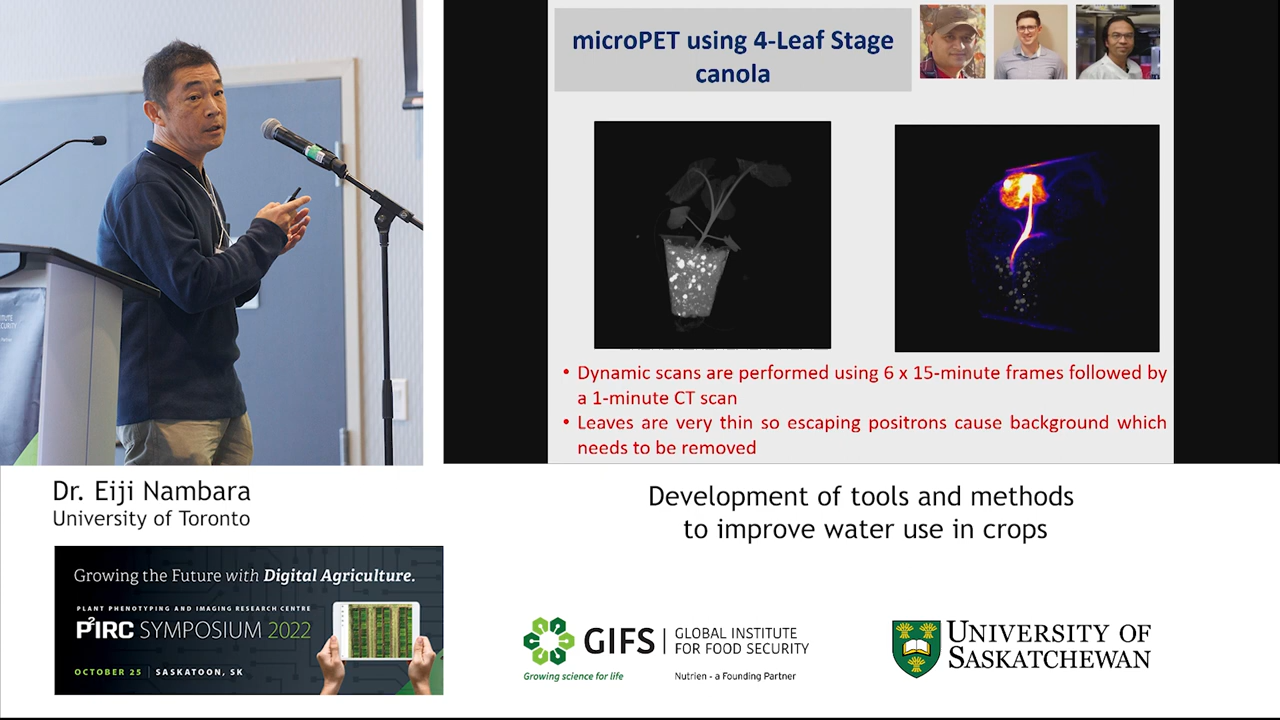 microPET using 4-Leaf Stage
canola
• Dynamic scans are performed using 6 x 15-minute frames followed by
a 1-minute CT scan
• Leaves are very thin so escaping positrons cause background which
needs to be removed
Dr. Eiji Nambara
University of Toronto
Development of tools and methods
to improve water use in crops
Growing the Future with Digital Agriculture.
PLANT PHENOTYPING AND IMAGING RESEARCH CENTRE
P²IRC SYMPOSIUM 2022
OCTOBER 25 | SASKATOON, SK
GIFS | GLOBAL INSTITUTE
FOR FOOD SECURITY
Growing science for life
Nutrien - a Founding Partner
UNIVERSITY OF
SASKATCHEWAN